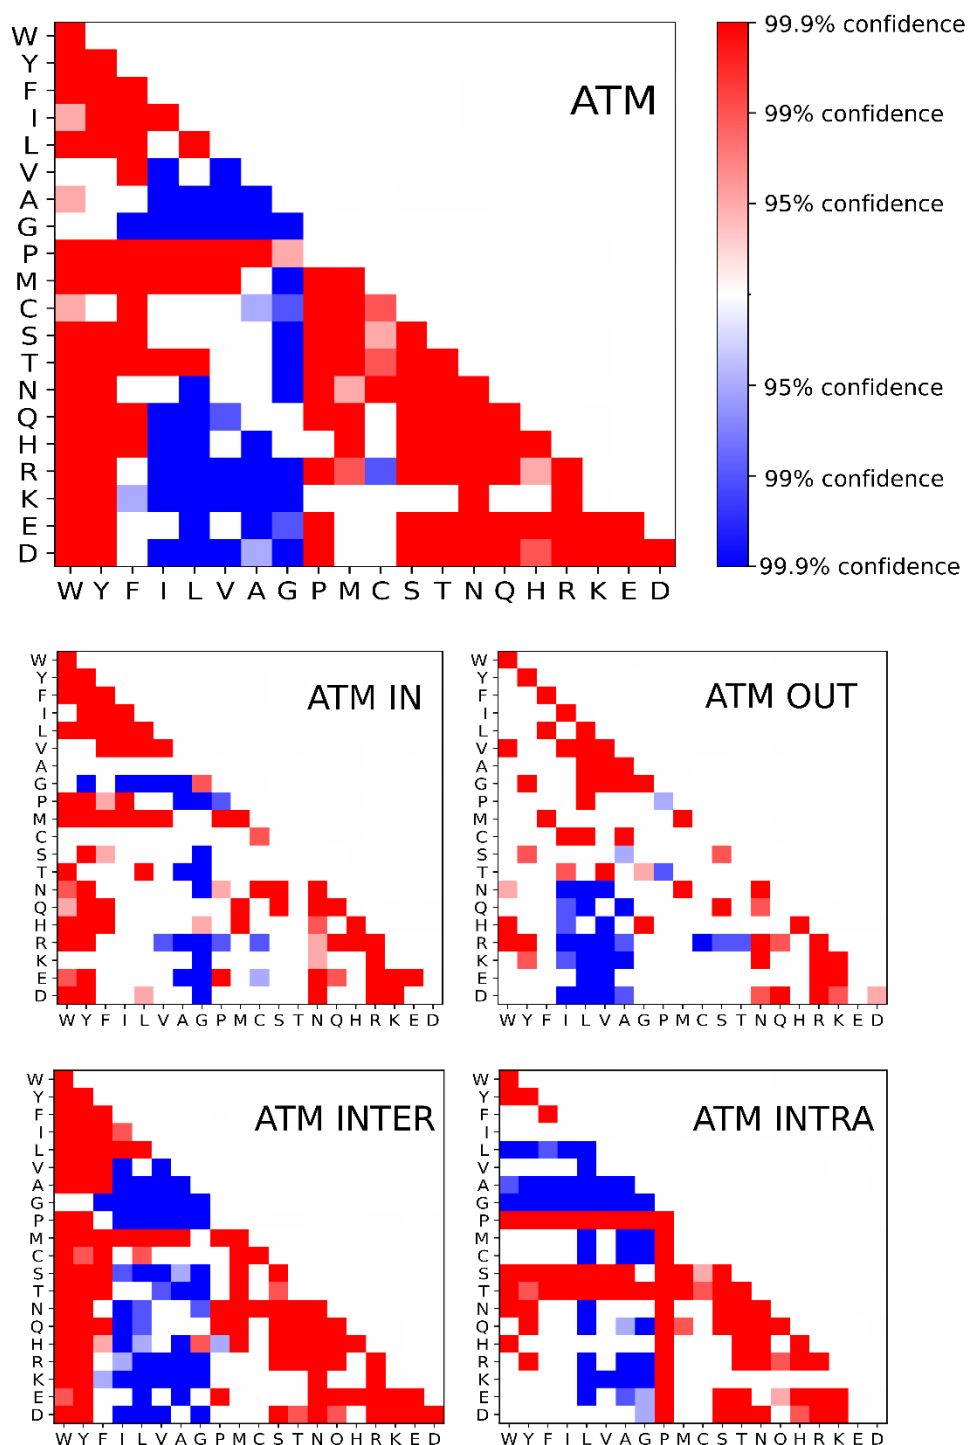 W
Y
F
I
L
V
A
G
P
M
C
S
T
N
Q
H
R
K
E
D
W Y F I L V A G P M C S T N Q H R K E D
ATM
99.9% confidence
99% confidence
95% confidence
95% confidence
99% confidence
99.9% confidence
W
Y
F
I
L
V
A
G
P
M
C
S
T
N
Q
H
R
K
E
D
W Y F I L V A G P M C S T N Q H R K E D
ATM IN
W
Y
F
I
L
V
A
G
P
M
C
S
T
N
Q
H
R
K
E
D
W Y F I L V A G P M C S T N Q H R K E D
ATM OUT
W
Y
F
I
L
V
A
G
P
M
C
S
T
N
Q
H
R
K
E
D
W Y F I L V A G P M C S T N Q H R K E D
ATM INTER
W
Y
F
I
L
V
A
G
P
M
C
S
T
N
Q
H
R
K
E
D
W Y F I L V A G P M C S T N Q H R K E D
ATM INTRA